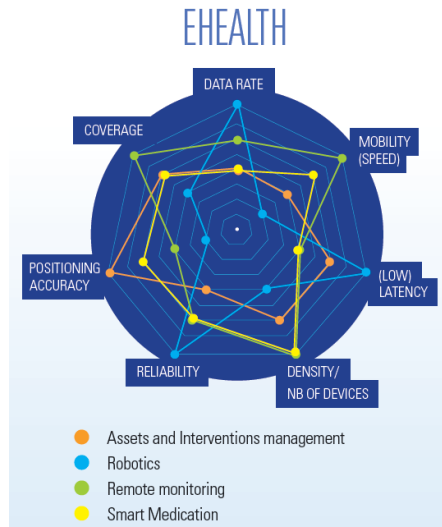 EHEALTH
DATA RATE
COVERAGE
MOBILITY
(SPEED)
POSITIONING
ACCURACY
(LOW)
LATENCY
RELIABILITY
DENSITY/
NB OF DEVICES
Assets and Interventions management
Robotics
Remote monitoring
Smart Medication